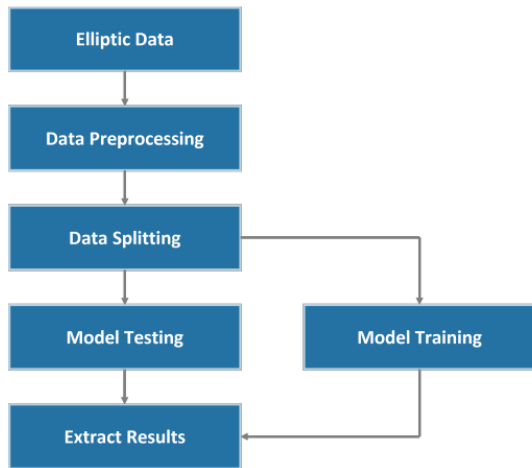 Elliptic Data
Data Preprocessing
Data Splitting
Model Testing
Model Training
Extract Results